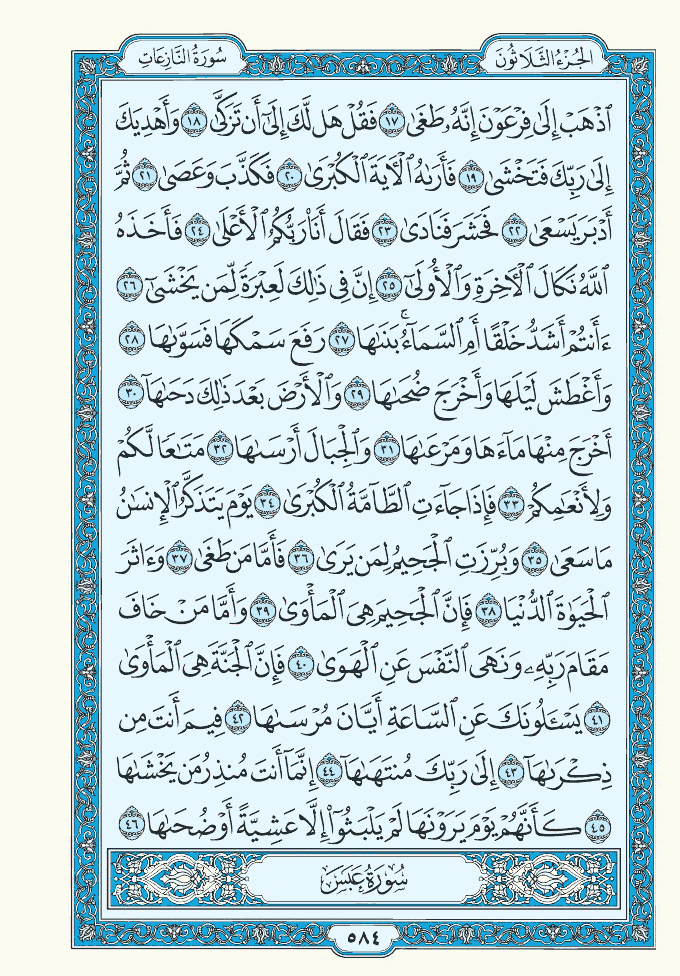 الجُزْءُ الثَّلَاثُونَ
سُورَةُ النَّازِعَاتِ
ٱذْهَبْ إِلَىٰ فِرْعَوْنَ إِنَّهُۥ طَغَىٰ ١٧ فَقُلْ هَل لَّكَ إِلَىٰٓ أَن تَزَكَّىٰ ١٨ وَأَهْدِيَكَ
إِلَىٰ رَبِّكَ فَتَخْشَىٰ ١٩ فَأَرَىٰهُ ٱلْـَٔايَةَ ٱلْكُبْرَىٰ ٢٠ فَكَذَّبَ وَعَصَىٰ ٢١ ثُمَّ
أَدْبَرَ يَسْعَىٰ ٢٢ فَحَشَرَ فَنَادَىٰ ٢٣ فَقَالَ أَنَا۠ رَبُّكُمُ ٱلْأَعْلَىٰ ٢٤ فَأَخَذَهُ
ٱللَّهُ نَكَالَ ٱلْـَٔاخِرَةِ وَٱلْأُولَىٰٓ ٢٥ إِنَّ فِى ذَٰلِكَ لَعِبْرَةً لِّمَن يَخْشَىٰٓ ٢٦
ءَأَنتُمْ أَشَدُّ خَلْقًا أَمِ ٱلسَّمَآءُ ۚ بَنَىٰهَا ٢٧ رَفَعَ سَمْكَهَا فَسَوَّىٰهَا ٢٨
وَأَغْطَشَ لَيْلَهَا وَأَخْرَجَ ضُحَىٰهَا ٢٩ وَٱلْأَرْضَ بَعْدَ ذَٰلِكَ دَحَىٰهَآ ٣٠
أَخْرَجَ مِنْهَا مَآءَهَا وَمَرْعَىٰهَا ٣١ وَٱلْجِبَالَ أَرْسَىٰهَا ٣٢ مَتَـٰعًا لَّكُمْ
وَلِأَنْعَـٰمِكُمْ ٣٣ فَإِذَا جَآءَتِ ٱلطَّآمَّةُ ٱلْكُبْرَىٰ ٣٤ يَوْمَ يَتَذَكَّرُ ٱلْإِنسَـٰنُ
مَا سَعَىٰ ٣٥ وَبُرِّزَتِ ٱلْجَحِيمُ لِمَن يَرَىٰ ٣٦ فَأَمَّا مَن طَغَىٰ ٣٧ وَءَاثَرَ
ٱلْحَيَوٰةَ ٱلدُّنْيَا ٣٨ فَإِنَّ ٱلْجَحِيمَ هِىَ ٱلْمَأْوَىٰ ٣٩ وَأَمَّا مَنْ خَافَ
مَقَامَ رَبِّهِۦ وَنَهَى ٱلنَّفْسَ عَنِ ٱلْهَوَىٰ ٤٠ فَإِنَّ ٱلْجَنَّةَ هِىَ ٱلْمَأْوَىٰ
٤١ يَسْـَٔلُونَكَ عَنِ ٱلسَّاعَةِ أَيَّانَ مُرْسَىٰهَا ٤٢ فِيمَ أَنتَ مِن
ذِكْرَىٰهَآ ٤٣ إِلَىٰ رَبِّكَ مُنتَهَىٰهَآ ٤٤ إِنَّمَآ أَنتَ مُنذِرُ مَن يَخْشَىٰهَا
٤٥ كَأَنَّهُمْ يَوْمَ يَرَوْنَهَا لَمْ يَلْبَثُوٓا۟ إِلَّا عَشِيَّةً أَوْ ضُحَىٰهَا ٤٦
سُورَةُ عَبَسَ
٥٨٤